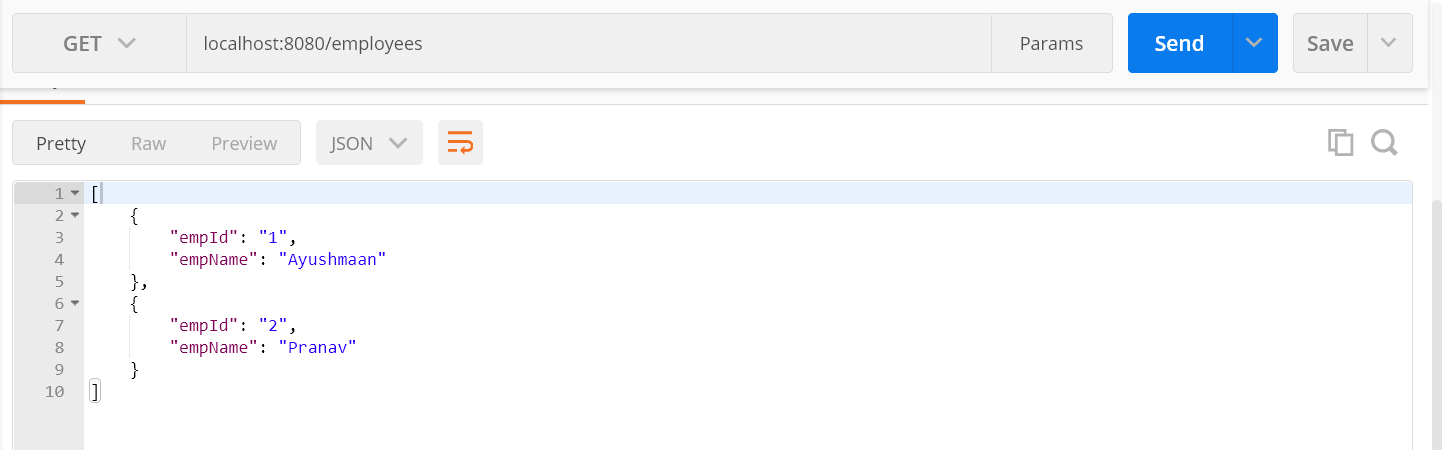 GET localhost:8080/employees Params Send Save
Pretty Raw Preview JSON
1 [
2 {
3 "empId": "1",
4 "empName": "Ayushmaan"
5 },
6 {
7 "empId": "2",
8 "empName": "Pranav"
9 }
10 ]